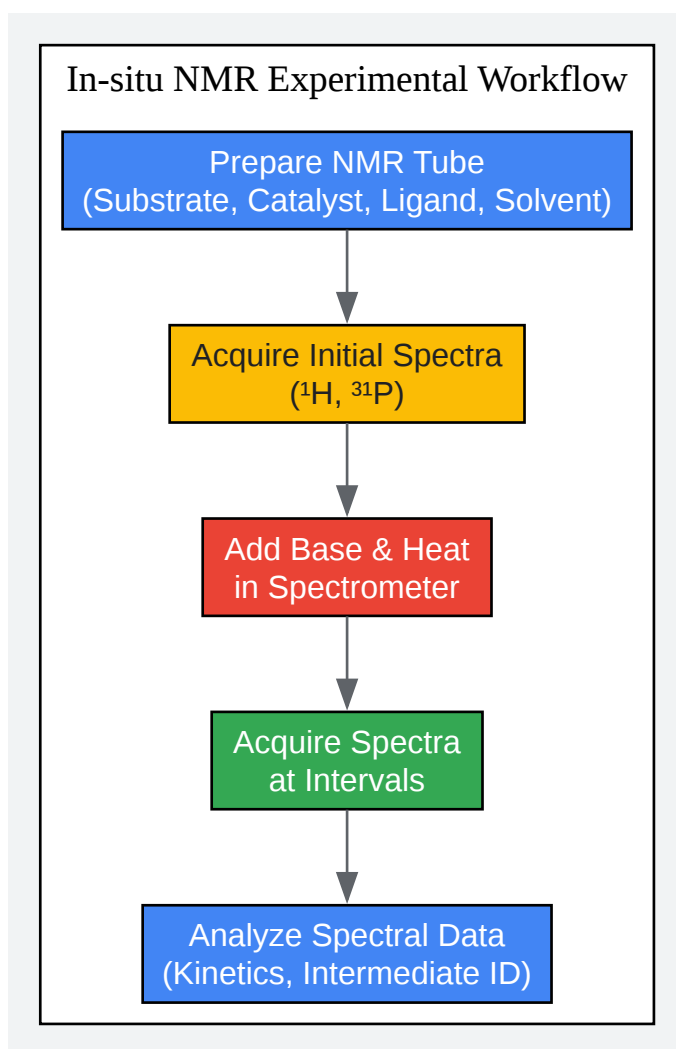 In-situ NMR Experimental Workflow
Prepare NMR Tube
(Substrate, Catalyst, Ligand, Solvent)
Acquire Initial Spectra
(¹H, ³¹P)
Add Base & Heat
in Spectrometer
Acquire Spectra
at Intervals
Analyze Spectral Data
(Kinetics, Intermediate ID)